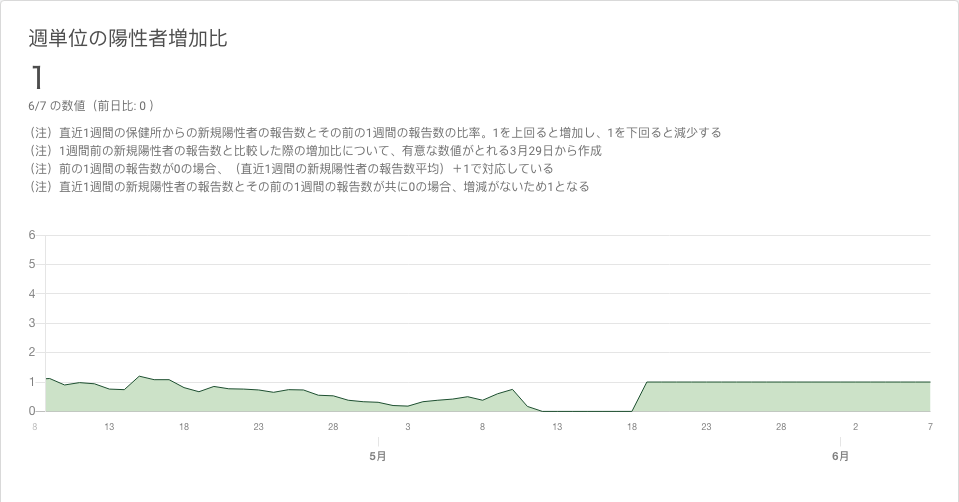 週単位の陽性者増加比
1
6/7 の数値（前日比: 0 ）
（注）直近1週間の保健所からの新規陽性者の報告数とその前の1週間の報告数の比率。1を上回ると増加し、1を下回ると減少する
（注）1週間前の新規陽性者の報告数と比較した際の増加比について、有意な数値がとれる3月29日から作成
（注）前の1週間の報告数が0の場合、（直近1週間の新規陽性者の報告数平均）＋1で対応している
（注）直近1週間の新規陽性者の報告数とその前の1週間の報告数が共に0の場合、増減がないため1となる
6
5
4
3
2
1
0
8 13 18 23 28 3 8 13 18 23 28 2 7
5月 6月